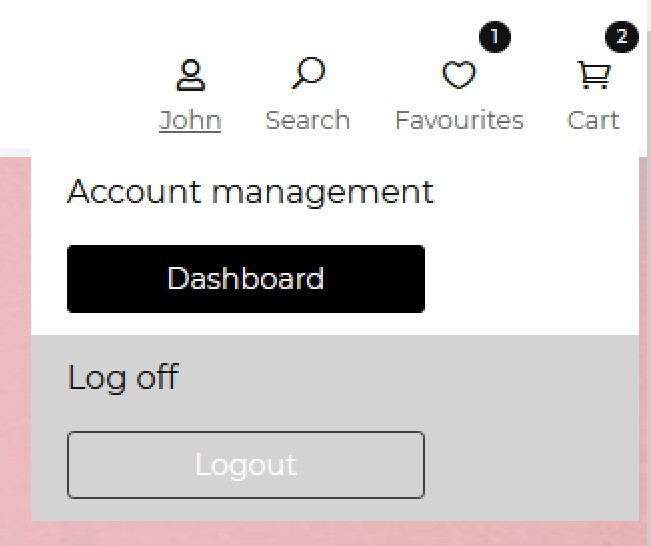 1 2
John Search Favourites Cart
Account management
Dashboard
Log off
Logout